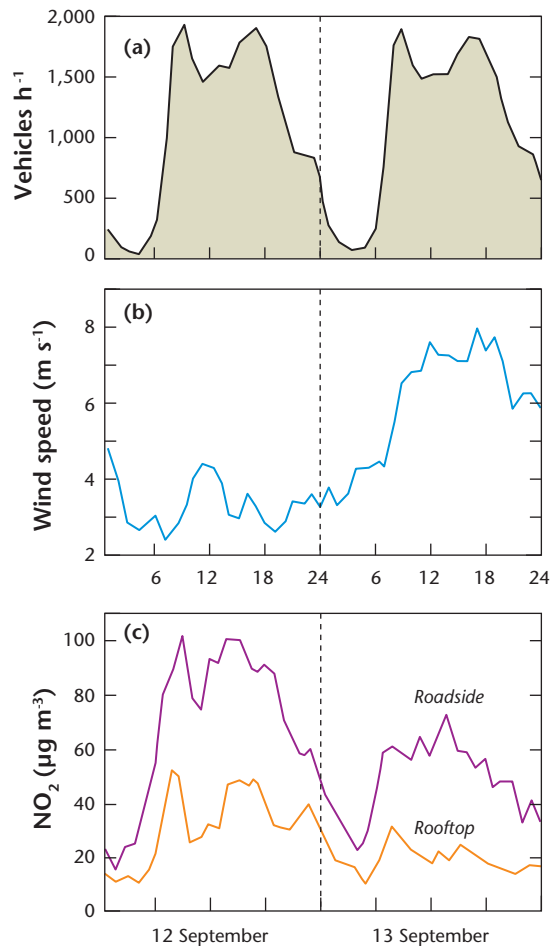 (a)
Vehicles h⁻¹
2,000
1,500
1,000
500
0
(b)
Wind speed (m s⁻¹)
8
6
4
2
6 12 18 24 6 12 18 24
(c)
NO₂ (μg m⁻³)
100
80
60
40
20
0
Roadside
Rooftop
12 September 13 September